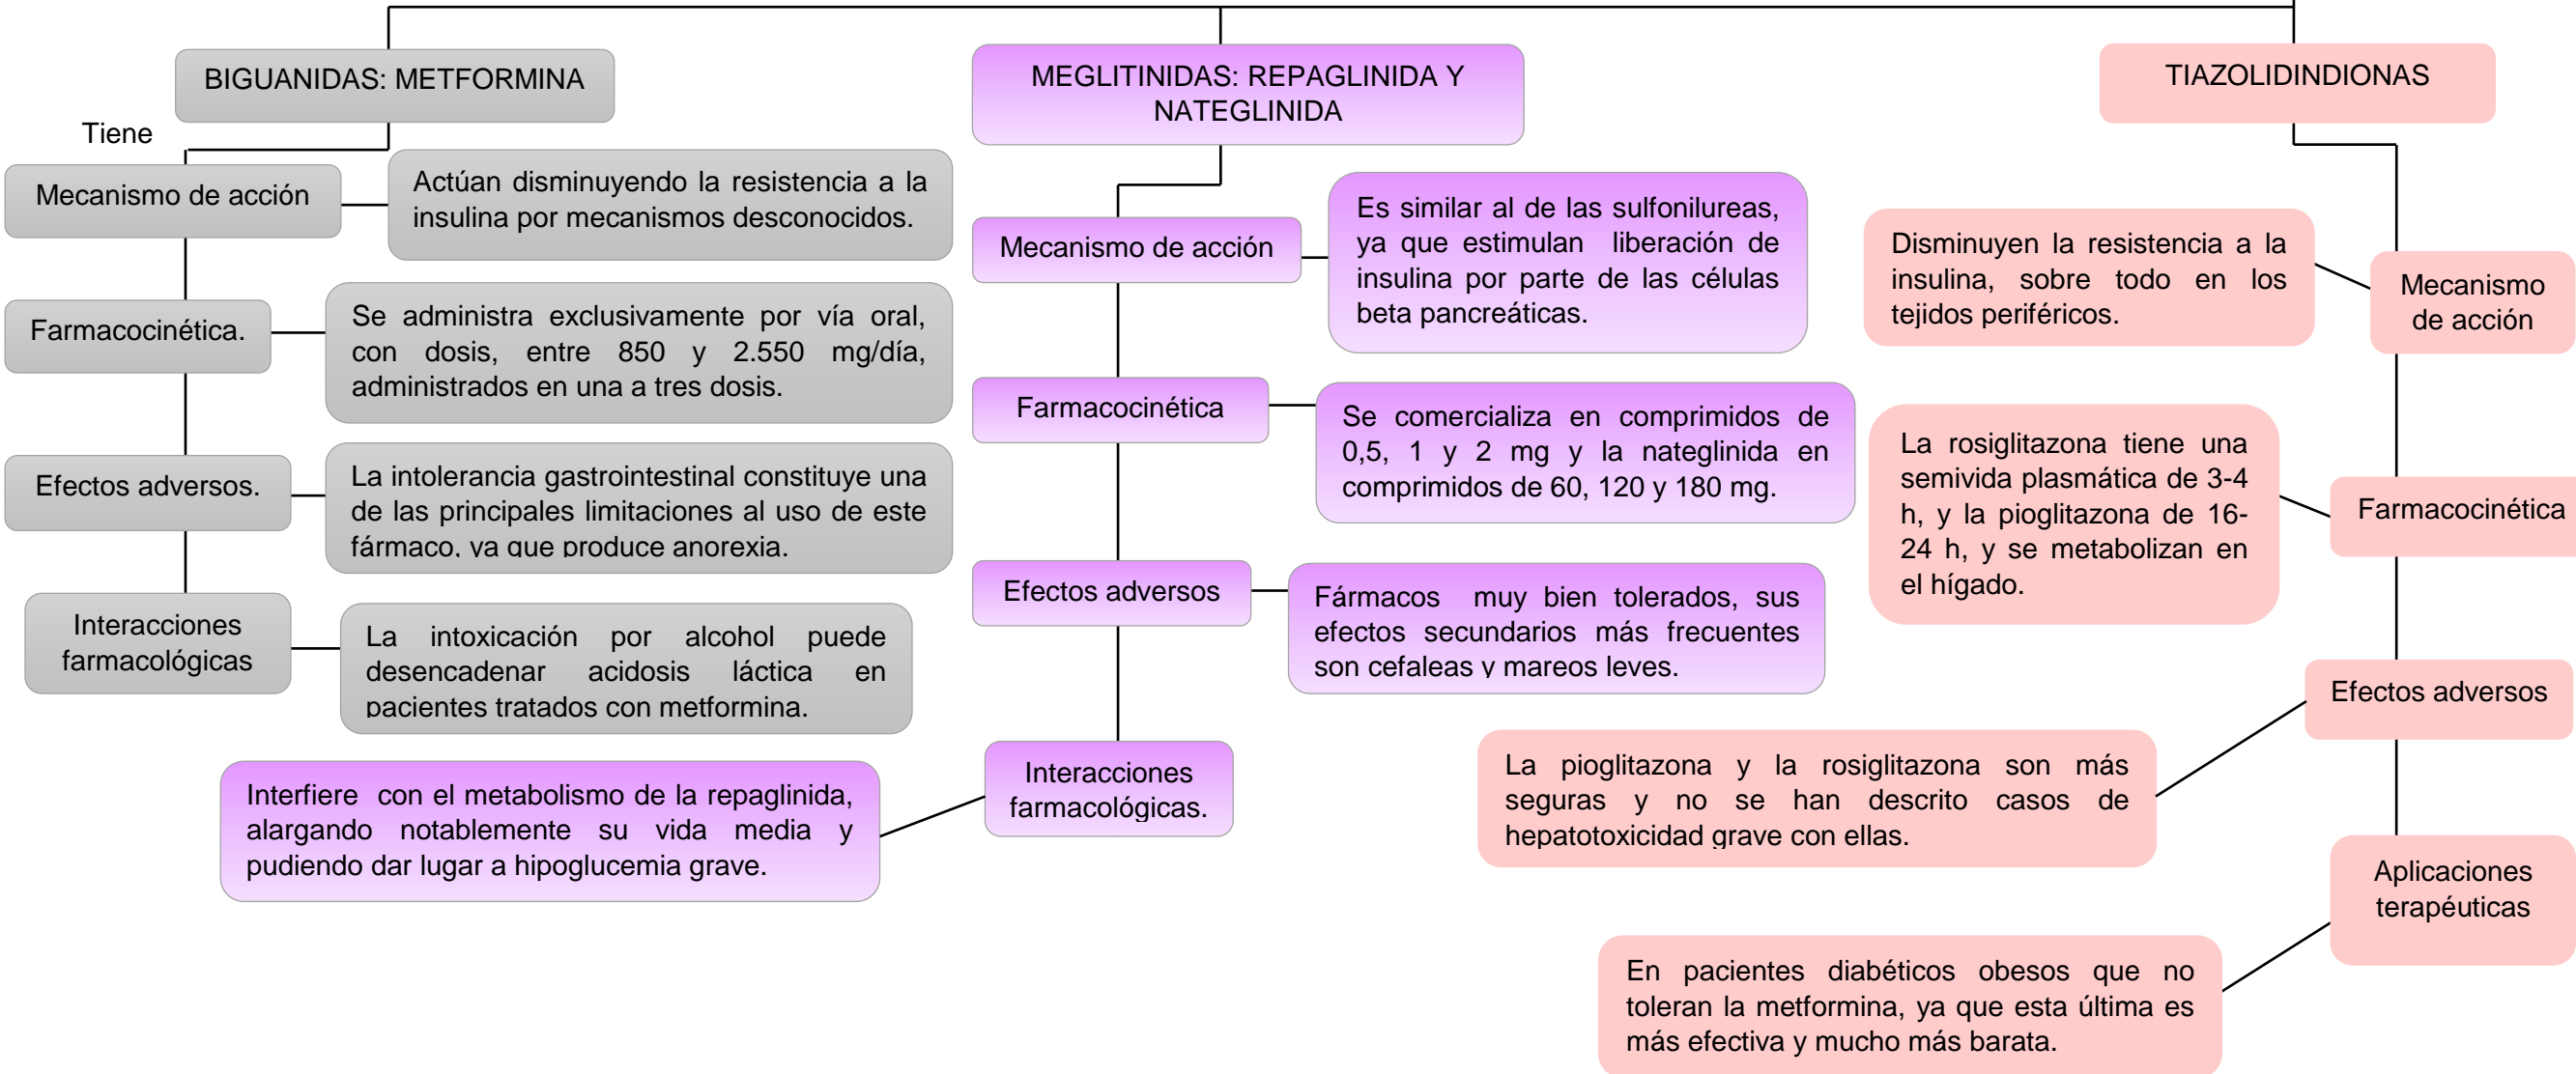 BIGUANIDAS: METFORMINA
Tiene
Mecanismo de acción
Actúan disminuyendo la resistencia a la
insulina por mecanismos desconocidos.
Farmacocinética.
Se administra exclusivamente por vía oral,
con dosis, entre 850 y 2.550 mg/día,
administrados en una a tres dosis.
Efectos adversos.
La intolerancia gastrointestinal constituye una
de las principales limitaciones al uso de este
fármaco, ya que produce anorexia.
Interacciones
farmacológicas
La intoxicación por alcohol puede
desencadenar acidosis láctica en
pacientes tratados con metformina.
MEGLITINIDAS: REPAGLINIDA Y
NATEGLINIDA
Mecanismo de acción
Es similar al de las sulfonilureas,
ya que estimulan liberación de
insulina por parte de las células
beta pancreáticas.
Farmacocinética
Se comercializa en comprimidos de
0,5, 1 y 2 mg y la nateglinida en
comprimidos de 60, 120 y 180 mg.
Efectos adversos
Fármacos muy bien tolerados, sus
efectos secundarios más frecuentes
son cefaleas y mareos leves.
Interacciones
farmacológicas.
Interfiere con el metabolismo de la repaglinida,
alargando notablemente su vida media y
pudiendo dar lugar a hipoglucemia grave.
TIAZOLIDINDIONAS
Mecanismo
de acción
Disminuyen la resistencia a la
insulina, sobre todo en los
tejidos periféricos.
Farmacocinética
La rosiglitazona tiene una
semivida plasmática de 3-4
h, y la pioglitazona de 16-
24 h, y se metabolizan en
el hígado.
Efectos adversos
La pioglitazona y la rosiglitazona son más
seguras y no se han descrito casos de
hepatotoxicidad grave con ellas.
Aplicaciones
terapéuticas
En pacientes diabéticos obesos que no
toleran la metformina, ya que esta última es
más efectiva y mucho más barata.